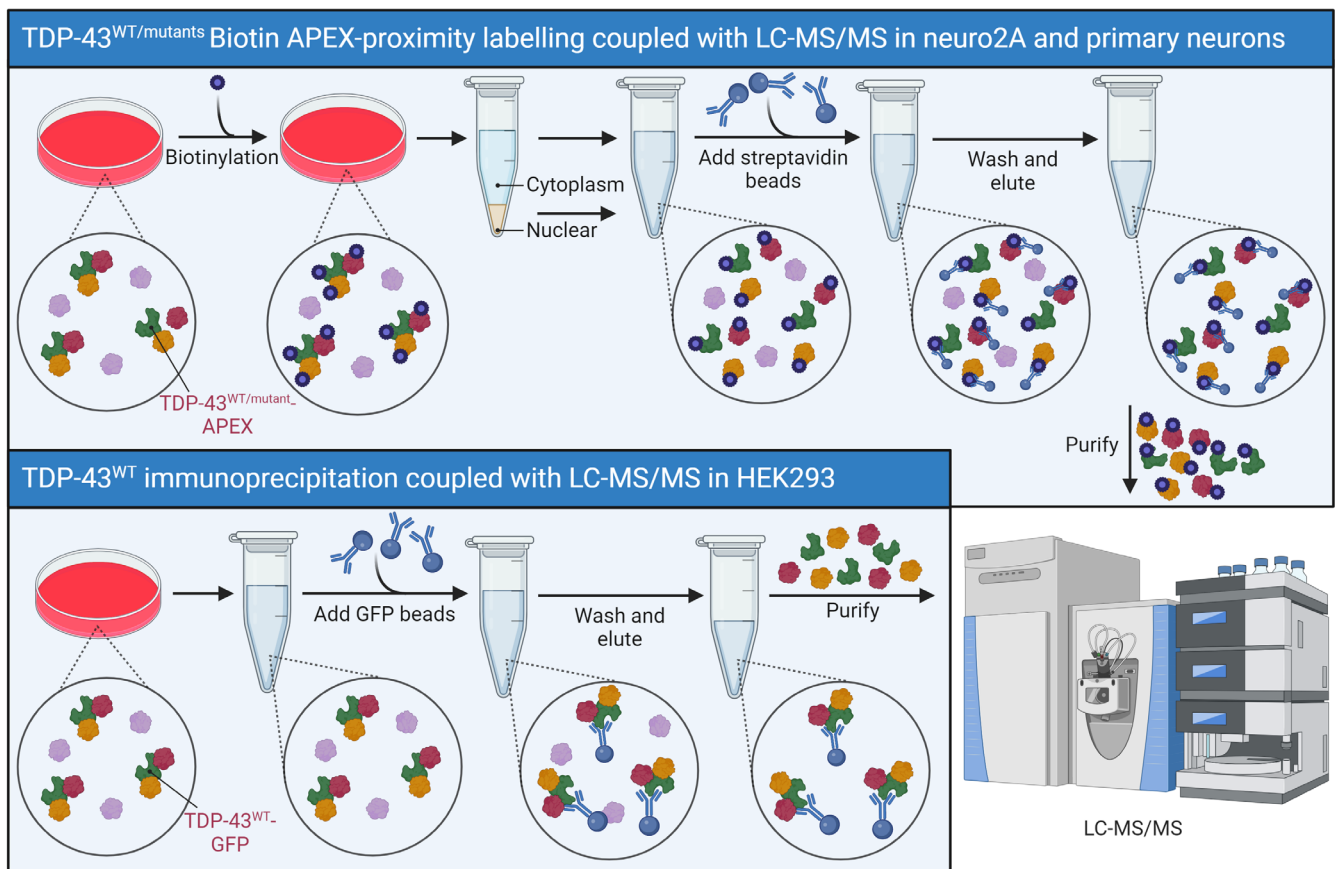 TDP-43WT/mutants Biotin APEX-proximity labelling coupled with LC-MS/MS in neuro2A and primary neurons
Biotinylation
Cytoplasm
Nuclear
Add streptavidin
beads
Wash and
elute
TDP-43WT/mutant-
APEX
Purify
TDP-43WT immunoprecipitation coupled with LC-MS/MS in HEK293
Add GFP beads
Wash and
elute
Purify
TDP-43WT-
GFP
LC-MS/MS